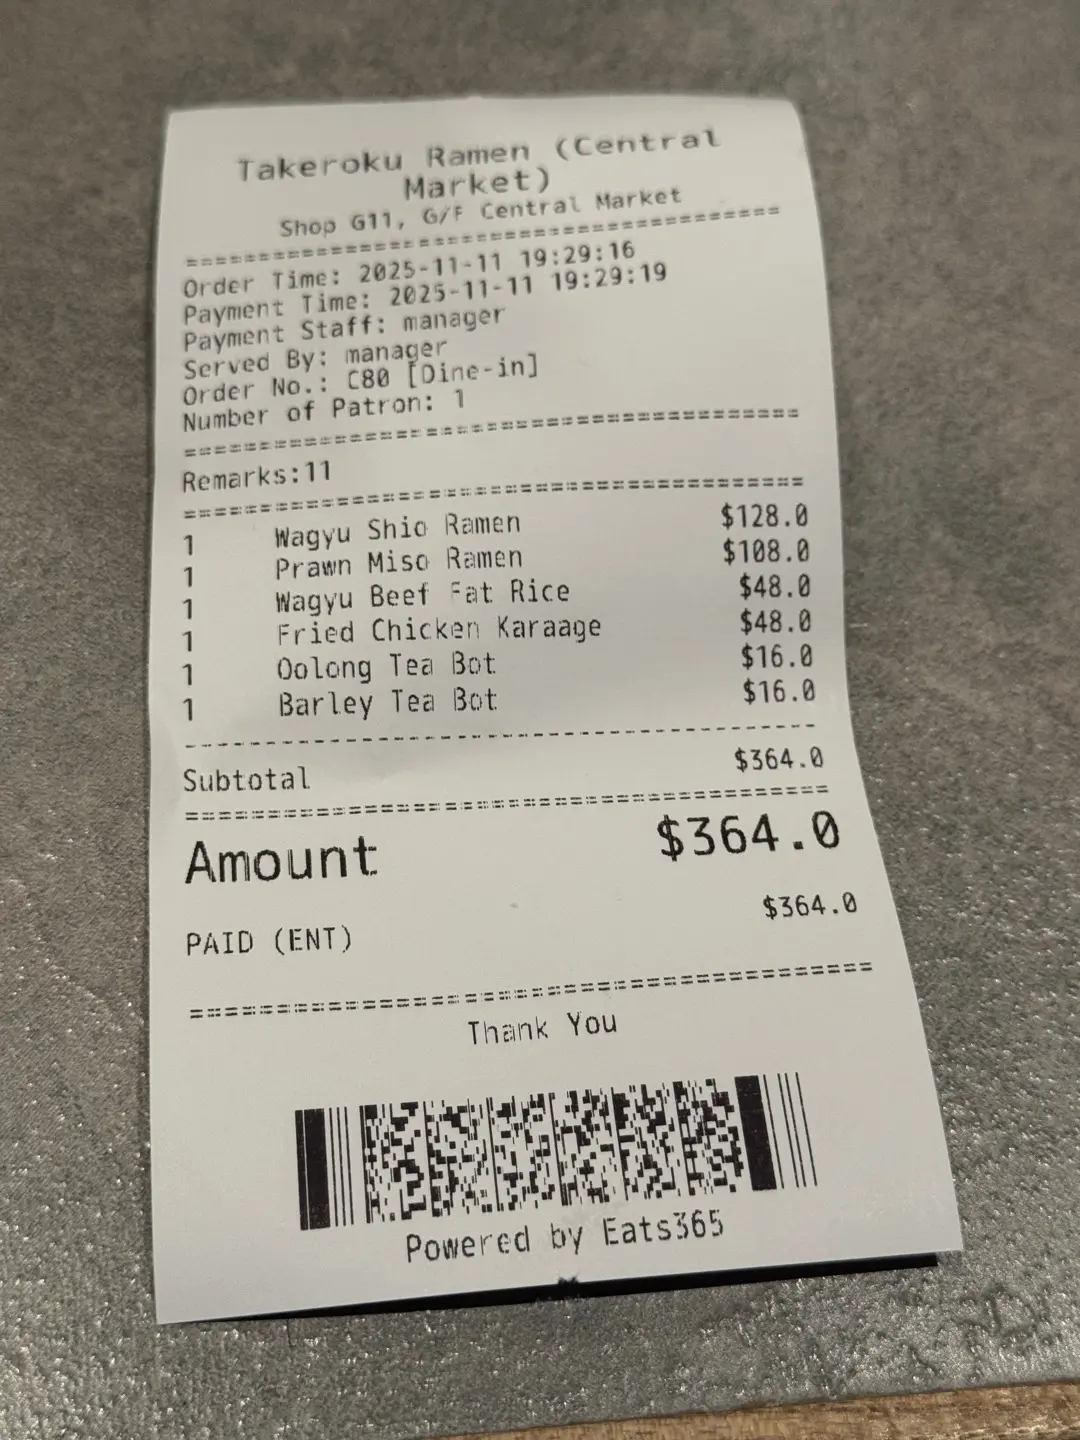 Takeroku Ramen (Central
Market)
Shop G11, G/F Central Market
Order Time: 2025-11-11 19:29:16
Payment Time: 2025-11-11 19:29:19
Payment Staff: manager
Served By: manager
Order No.: C80 [Dine-in]
Number of Patron: 1
Remarks:11
1 Wagyu Shio Ramen $128.0
1 Prawn Miso Ramen $108.0
1 Wagyu Beef Fat Rice $48.0
1 Fried Chicken Karaage $48.0
1 Oolong Tea Bot $16.0
1 Barley Tea Bot $16.0
Subtotal $364.0
Amount $364.0
PAID (ENT) $364.0
Thank You
Powered by Eats365